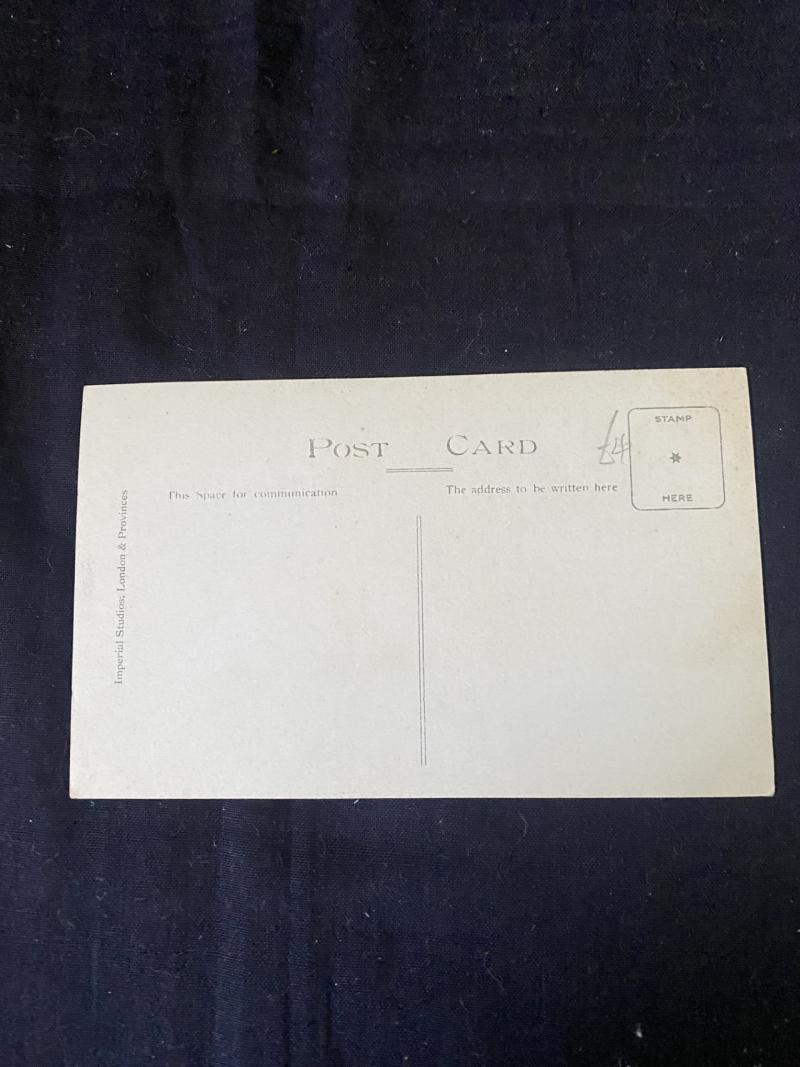 POST CARD
£4
STAMP
HERE
This Space for communication
The address to be written here
Imperial Studios, London & Provinces